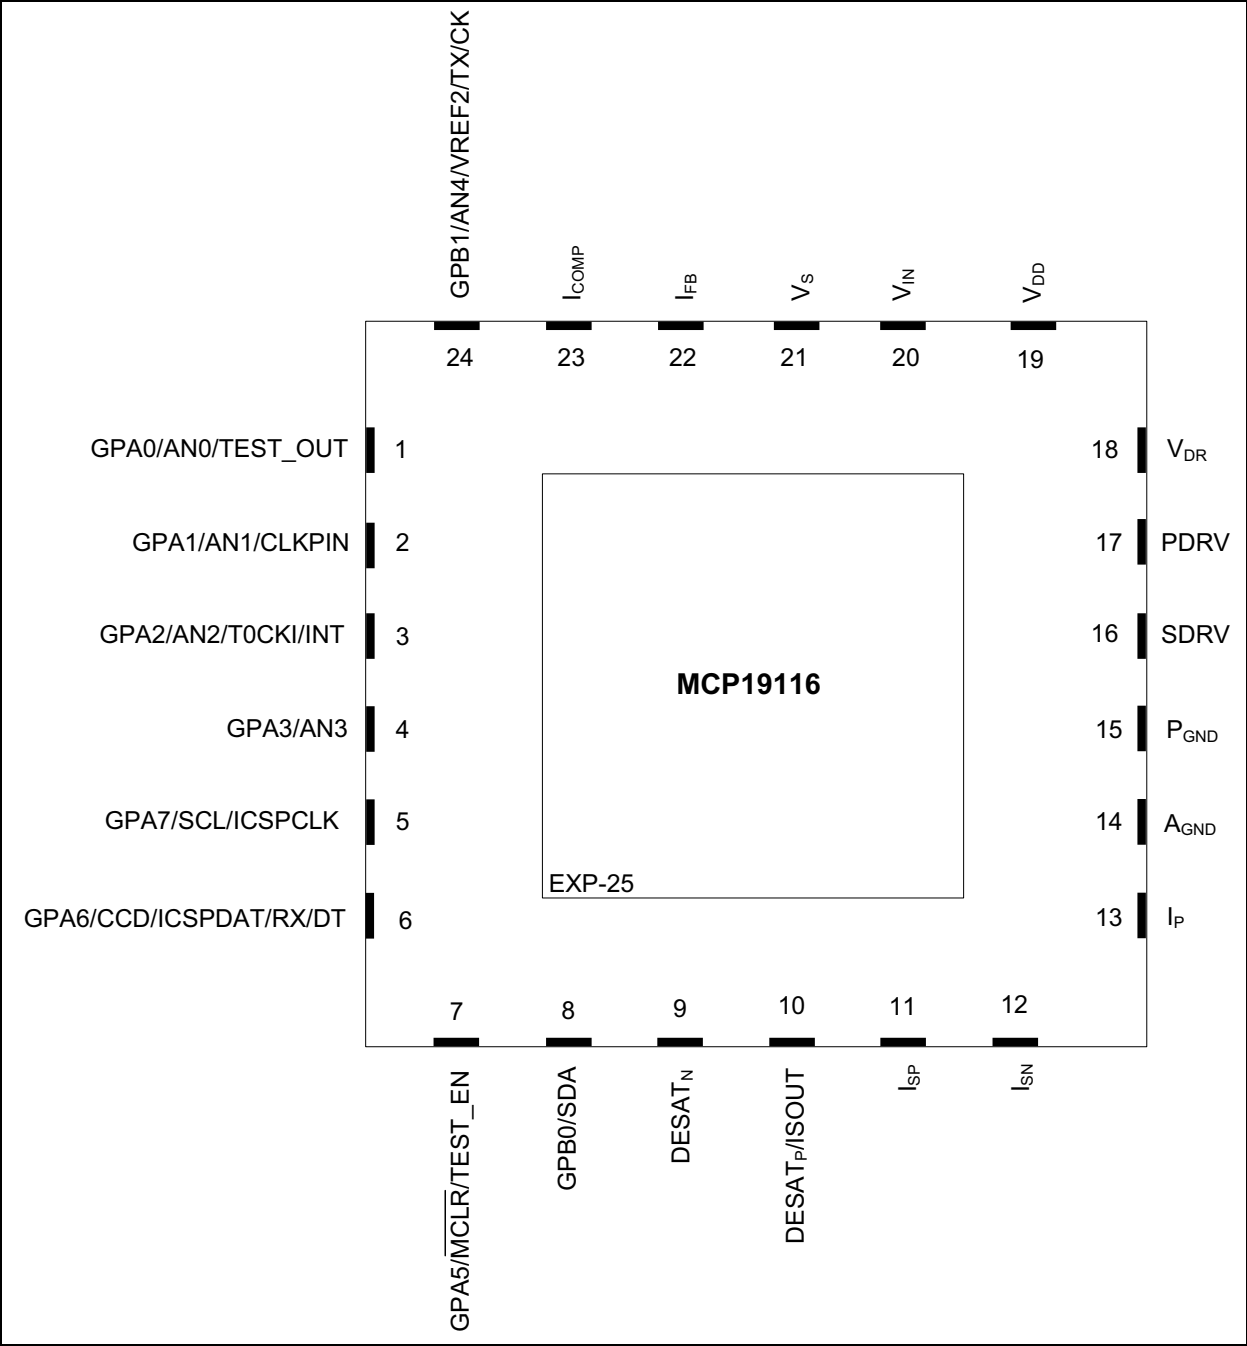 GPB1/AN4/VREF2/TX/CK
ICOMP
IFB
VS
VIN
VDD
24
23
22
21
20
19
GPA0/AN0/TEST_OUT
1
18
VDR
GPA1/AN1/CLKPIN
2
17
PDRV
GPA2/AN2/T0CKI/INT
3
16
SDRV
MCP19116
GPA3/AN3
4
15
PGND
GPA7/SCL/ICSPCLK
5
14
AGND
EXP-25
GPA6/CCD/ICSPDAT/RX/DT
6
13
IP
7
8
9
10
11
12
GPA5/MCLR/TEST_EN
GPB0/SDA
DESATN
DESATP/ISOUT
ISP
ISN